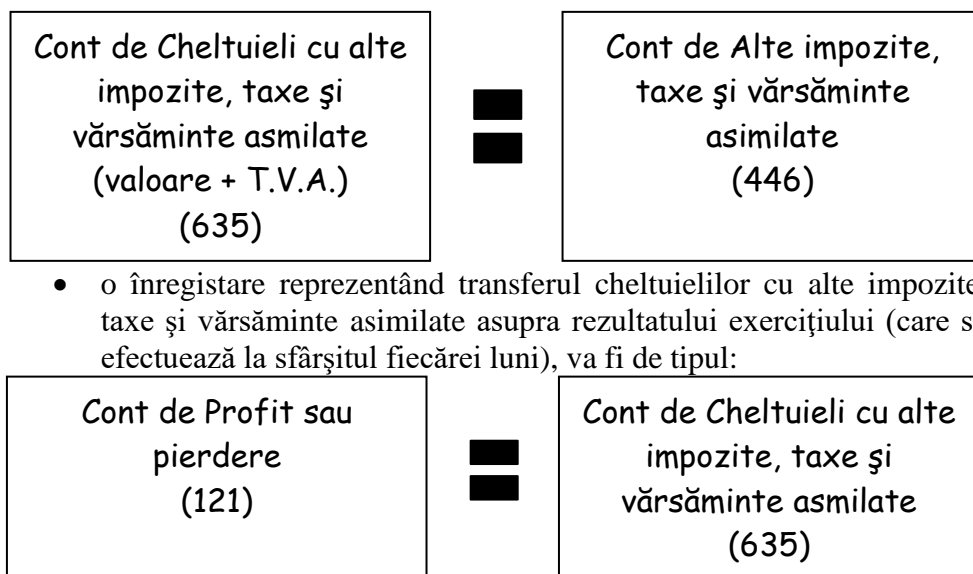 Cont de Cheltuieli cu alte
impozite, taxe şi
vărsăminte asmilate
(valoare + T.V.A.)
(635)
Cont de Alte impozite,
taxe şi vărsăminte
asimilate
(446)
• o înregistare reprezentând transferul cheltuielilor cu alte impozite
taxe şi vărsăminte asimilate asupra rezultatului exerciţiului (care s
efectuează la sfârşitul fiecărei luni), va fi de tipul:
Cont de Profit sau
pierdere
(121)
Cont de Cheltuieli cu alte
impozite, taxe şi
vărsăminte asmilate
(635)